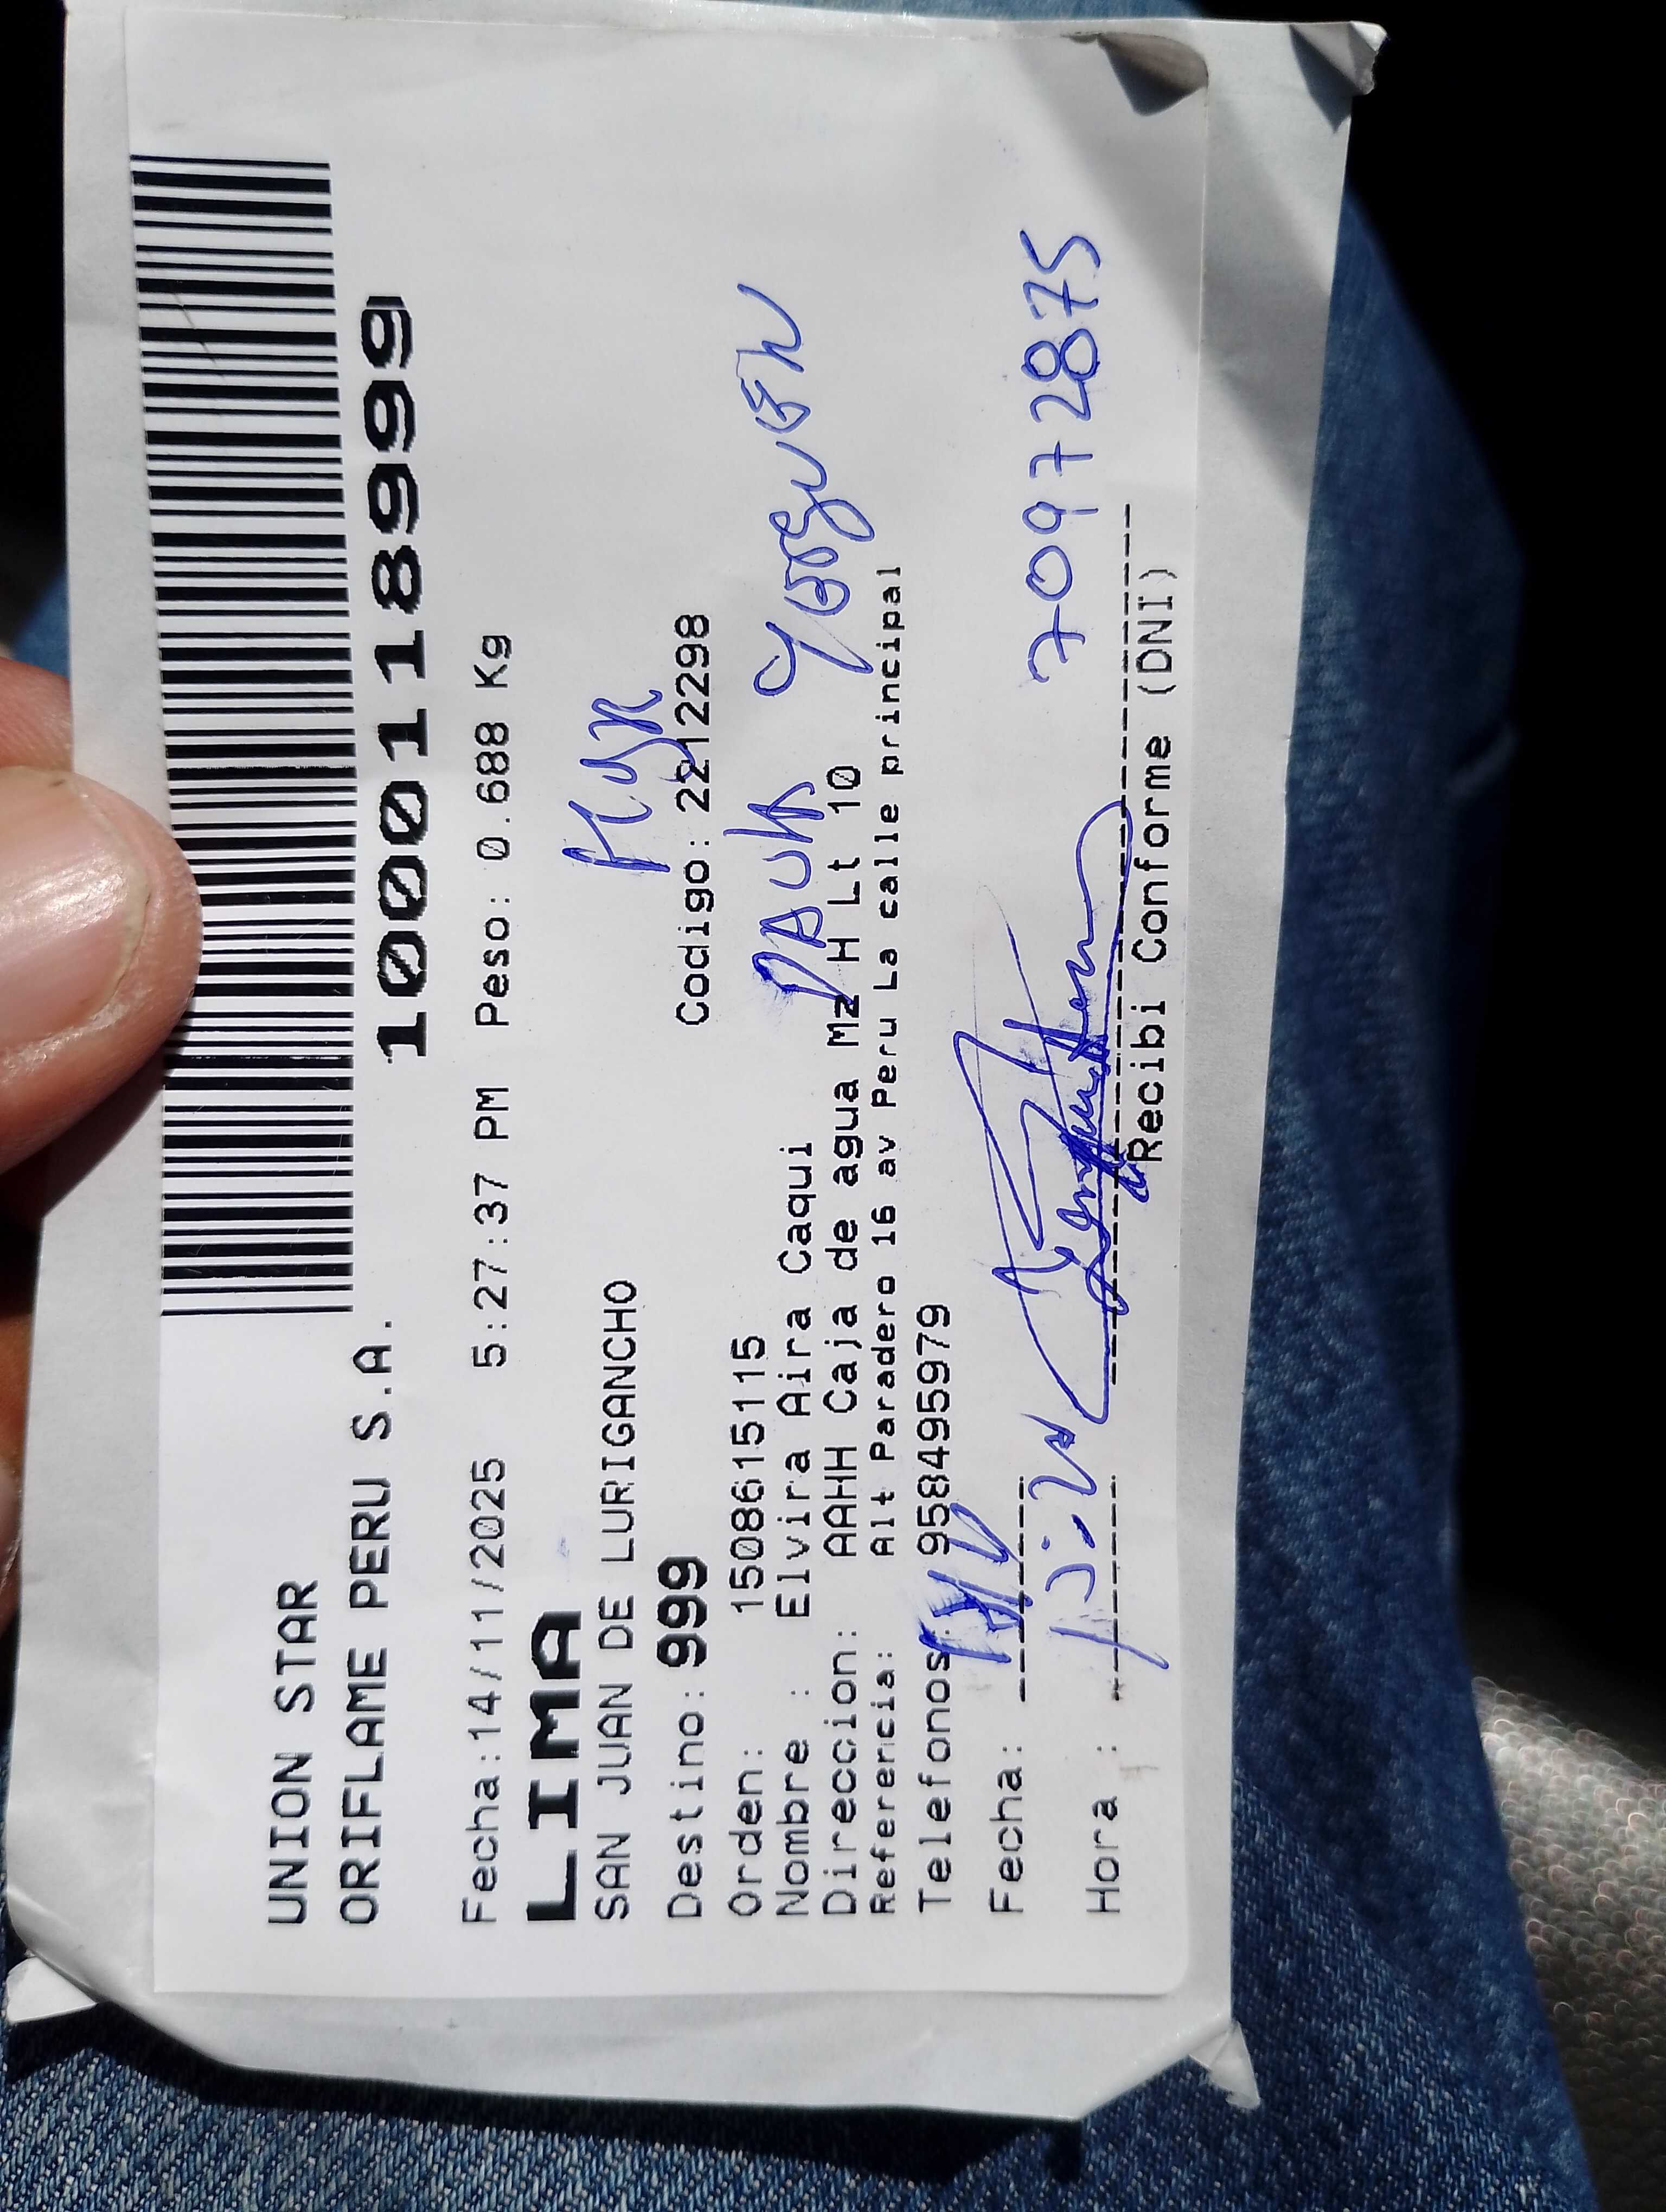 UNION STAR
ORIFLAME PERU S.A.
1000118999
Fecha:14/11/2025 5:27:37 PM Peso: 0.688 Kg
LIMA
SAN JUAN DE LURIGANCHO
Destino: 999 Codigo: 22122298
Orden: 1508615115
Nombre : Elvira Aira Caqui
Direccion: AAHH Caja de agua Mz H Lt 10
Referencia: Alt Paradero 16 av Peru La calle principal
Telefonos: 958495979
Fecha:
70972875
Hora :
Recibi Conforme (DNI)